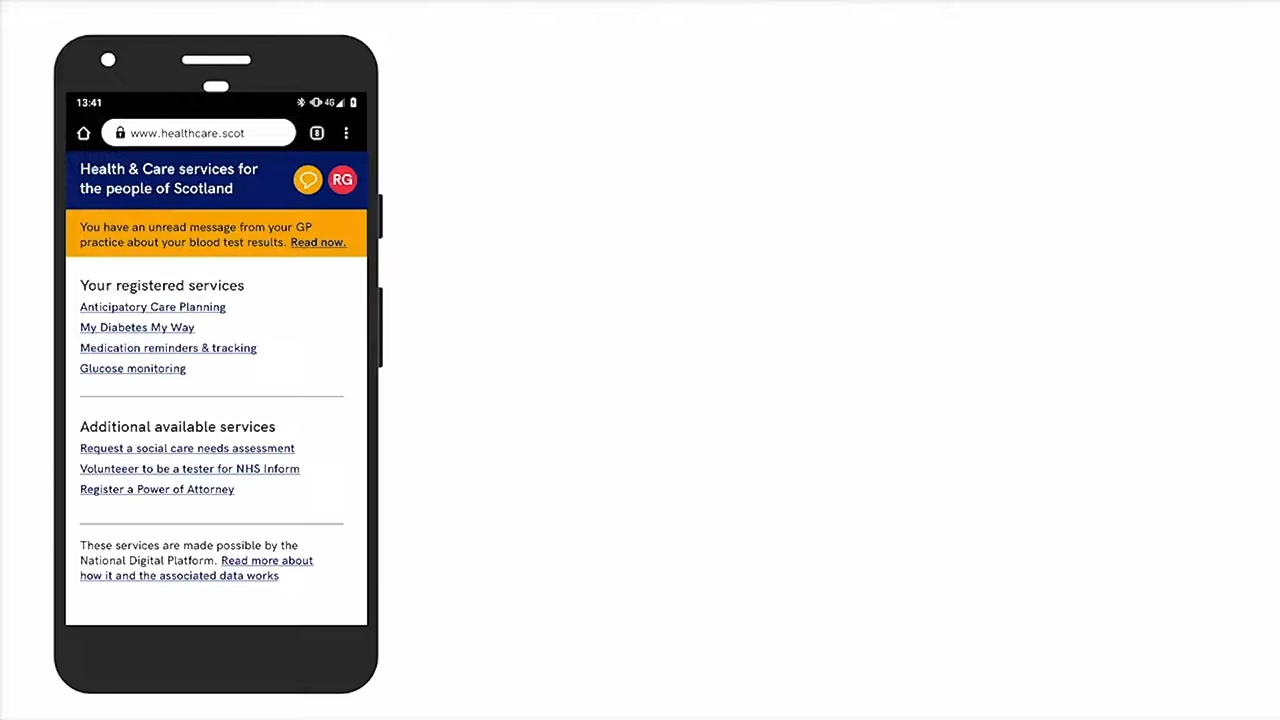 13:41
4G
www.healthcare.scot
8
Health & Care services for
the people of Scotland
RG
You have an unread message from your GP
practice about your blood test results. Read now.
Your registered services
Anticipatory Care Planning
My Diabetes My Way
Medication reminders & tracking
Glucose monitoring
Additional available services
Request a social care needs assessment
Volunteeer to be a tester for NHS Inform
Register a Power of Attorney
These services are made possible by the
National Digital Platform. Read more about
how it and the associated data works